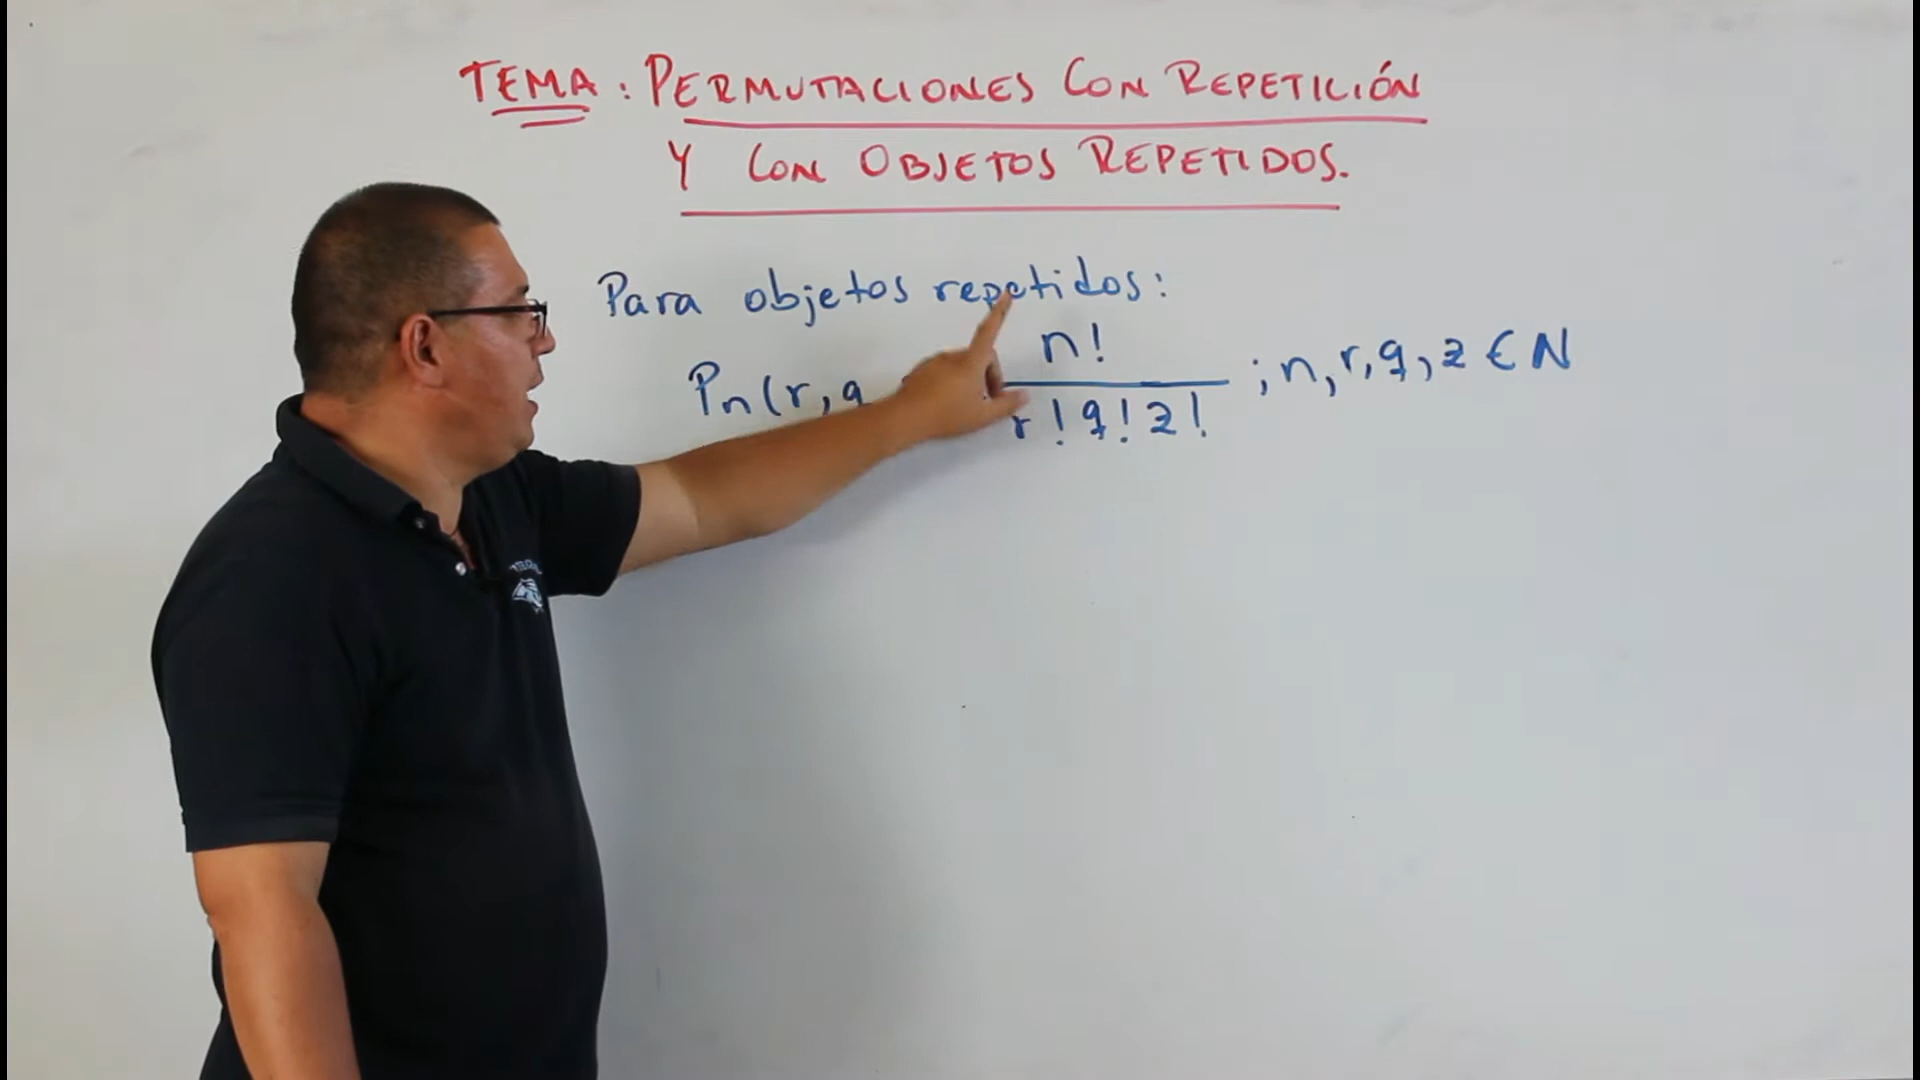 TEMA: PERMUTACIONES CON REPETICIÓN
Y CON OBJETOS REPETIDOS.
Para objetos repetidos:
n!
Pn(r,q
r!q!z!
;n,r,q,z∈N